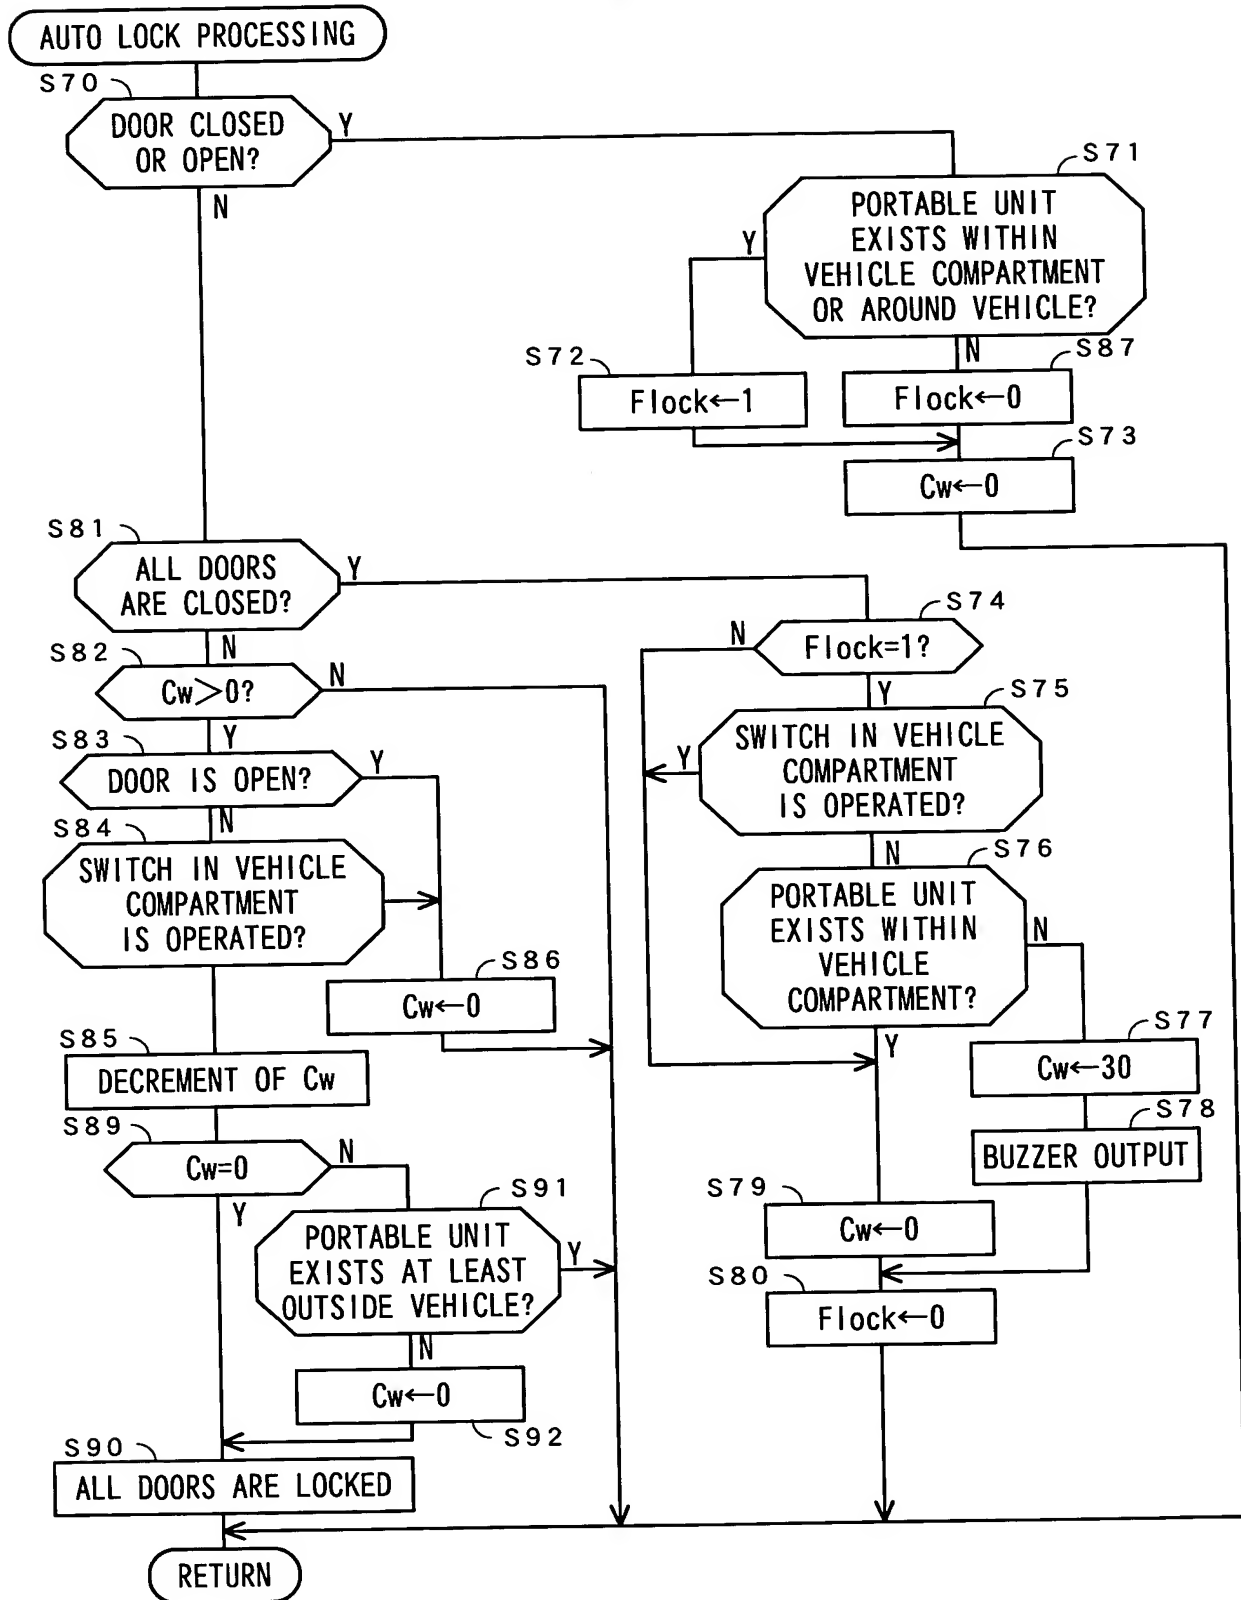 AUTO LOCK PROCESSING
S70
DOOR CLOSED
OR OPEN?
Y
N
S71
PORTABLE UNIT
EXISTS WITHIN
VEHICLE COMPARTMENT
OR AROUND VEHICLE?
Y
N
S72
Flock←1
S87
Flock←0
S73
Cw←0
S81
ALL DOORS
ARE CLOSED?
Y
N
S74
Flock=1?
N
Y
S82
Cw>0?
N
Y
S75
SWITCH IN VEHICLE
COMPARTMENT
IS OPERATED?
Y
N
S83
DOOR IS OPEN?
Y
N
S84
SWITCH IN VEHICLE
COMPARTMENT
IS OPERATED?
S76
PORTABLE UNIT
EXISTS WITHIN
VEHICLE
COMPARTMENT?
N
Y
S86
Cw←0
S85
DECREMENT OF Cw
S77
Cw←30
S78
BUZZER OUTPUT
S89
Cw=0
N
Y
S91
PORTABLE UNIT
EXISTS AT LEAST
OUTSIDE VEHICLE?
Y
N
S79
Cw←0
S80
Flock←0
Cw←0
S92
S90
ALL DOORS ARE LOCKED
RETURN